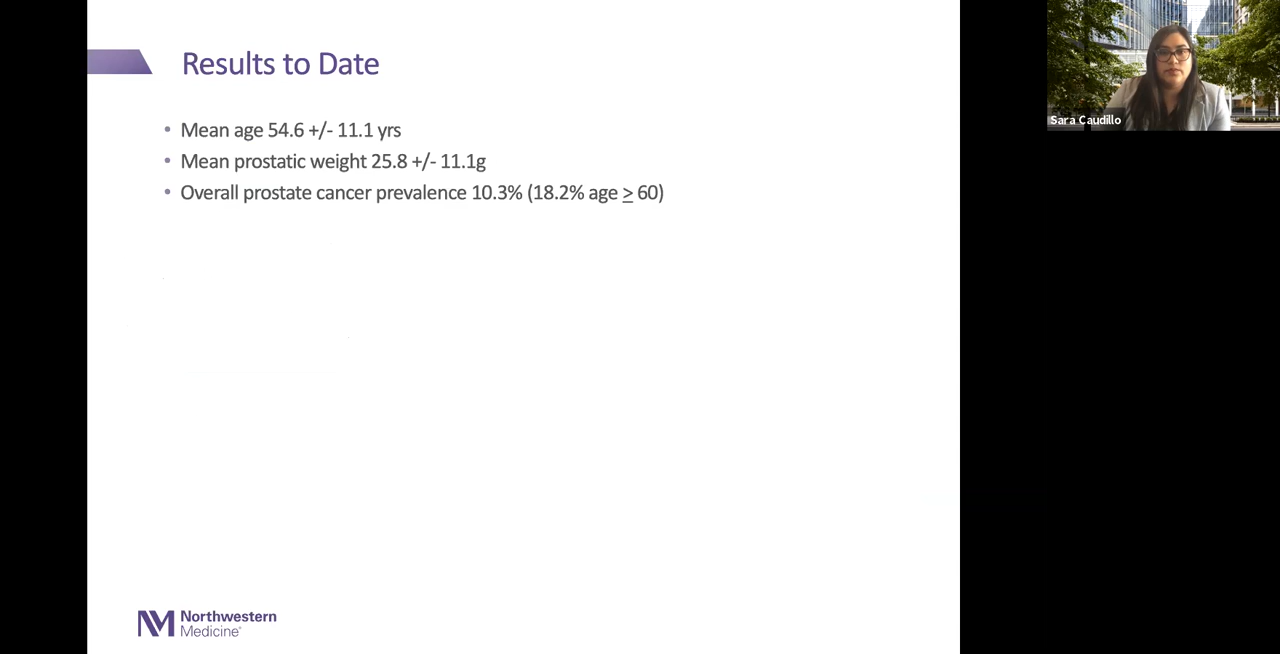 Results to Date
• Mean age 54.6 +/- 11.1 yrs
• Mean prostatic weight 25.8 +/- 11.1g
• Overall prostate cancer prevalence 10.3% (18.2% age ≥ 60)
Sara Caudillo
Northwestern
Medicine®